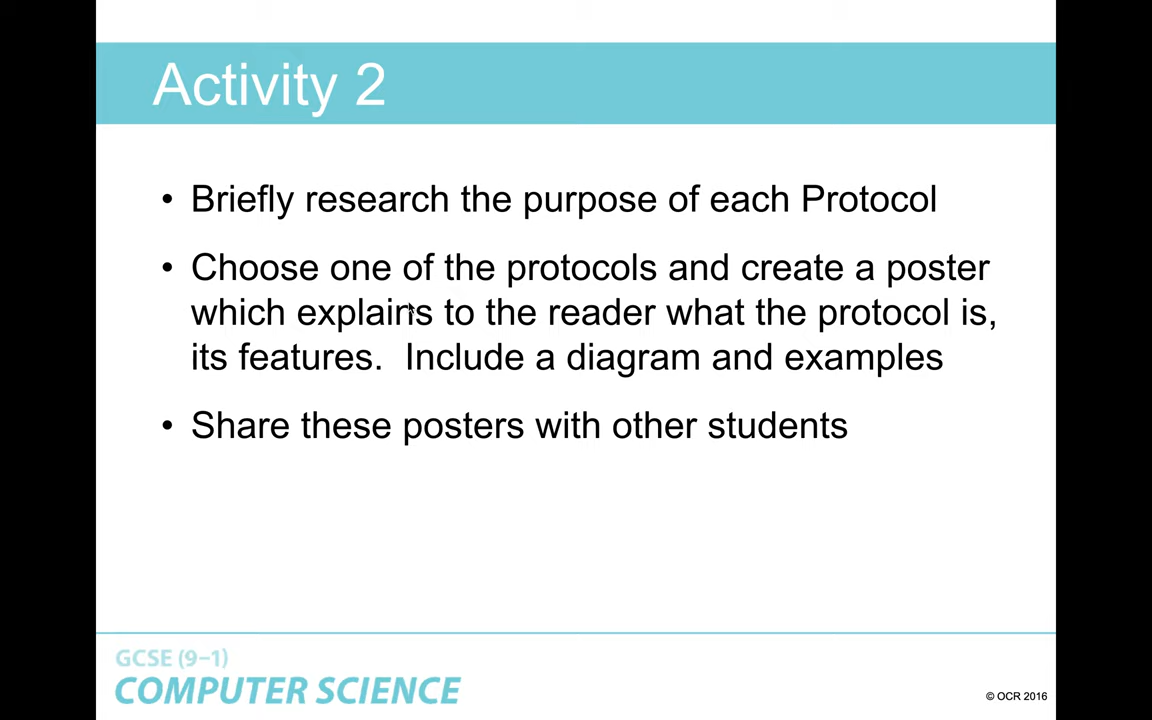 Activity 2
• Briefly research the purpose of each Protocol
• Choose one of the protocols and create a poster
which explains to the reader what the protocol is,
its features.  Include a diagram and examples
• Share these posters with other students
GCSE (9–1)
COMPUTER SCIENCE
© OCR 2016